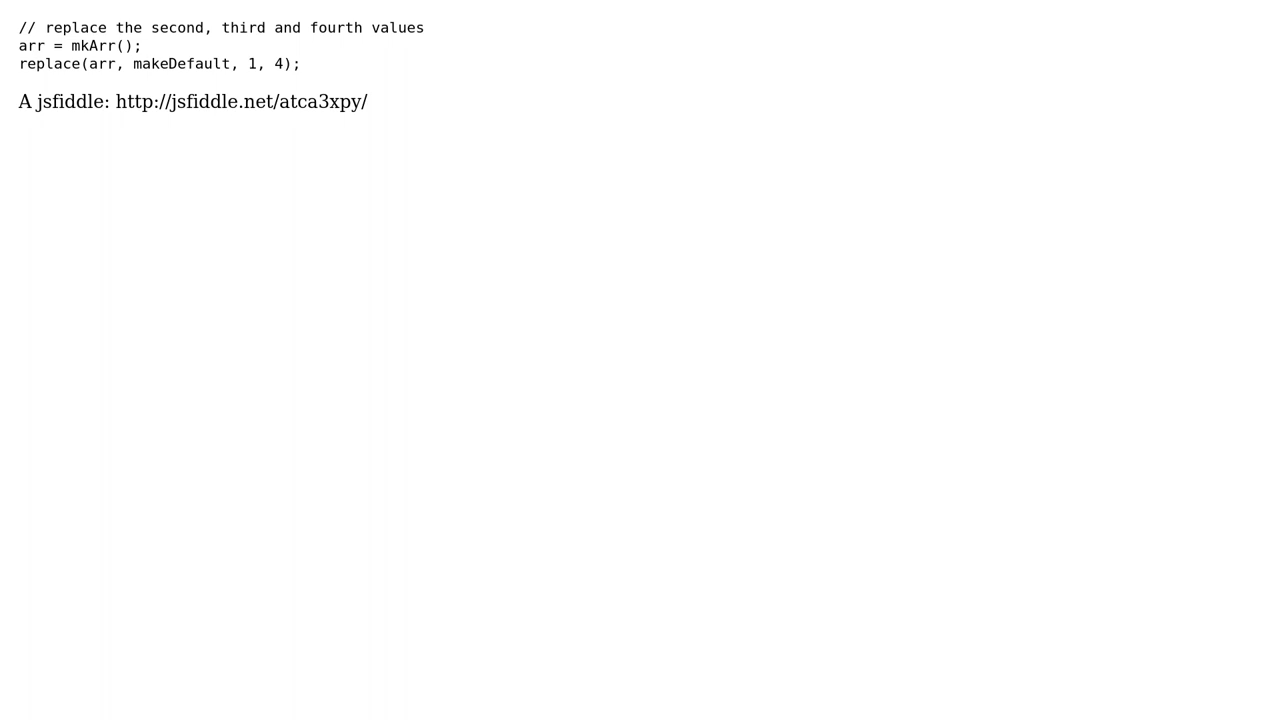 // replace the second, third and fourth values
arr = mkArr();
replace(arr, makeDefault, 1, 4);
A jsfiddle: http://jsfiddle.net/atca3xpy/